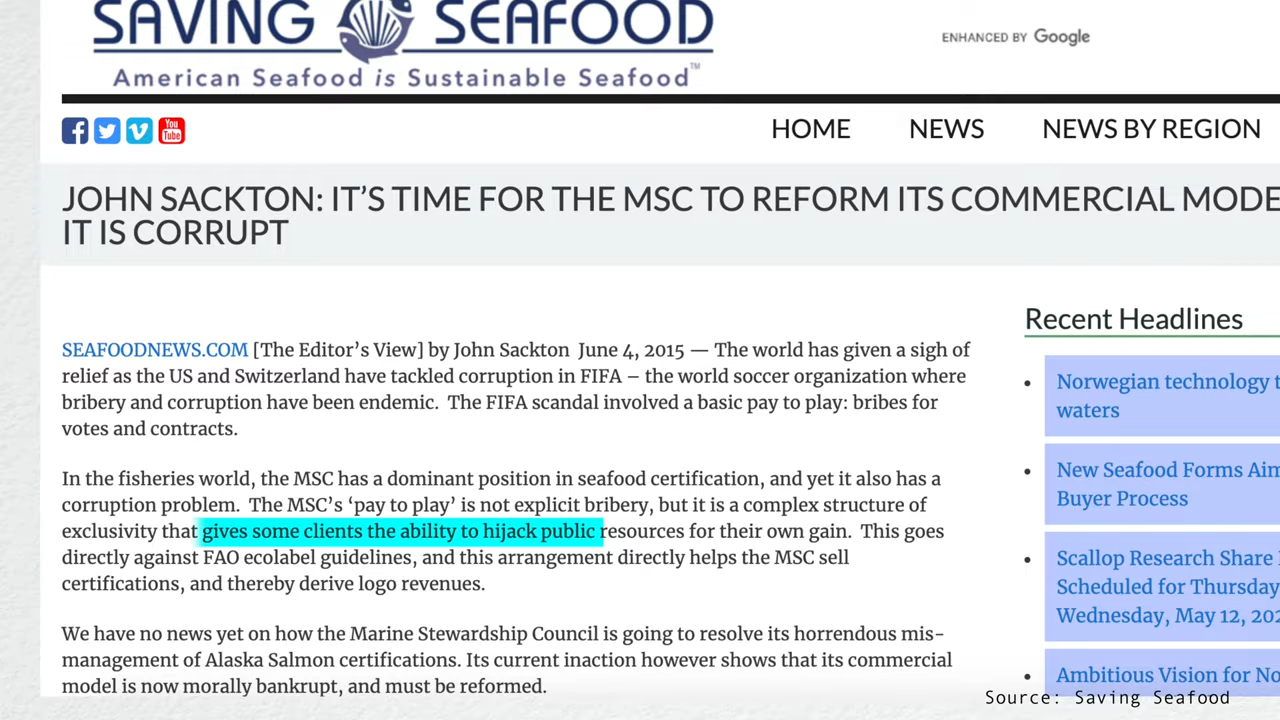 SAVING SEAFOOD
American Seafood is Sustainable Seafood™
ENHANCED BY Google
You Tube
HOME NEWS NEWS BY REGION
JOHN SACKTON: IT’S TIME FOR THE MSC TO REFORM ITS COMMERCIAL MODE
IT IS CORRUPT
SEAFOODNEWS.COM [The Editor’s View] by John Sackton June 4, 2015 — The world has given a sigh of
relief as the US and Switzerland have tackled corruption in FIFA – the world soccer organization where
bribery and corruption have been endemic. The FIFA scandal involved a basic pay to play: bribes for
votes and contracts.
In the fisheries world, the MSC has a dominant position in seafood certification, and yet it also has a
corruption problem. The MSC’s ‘pay to play’ is not explicit bribery, but it is a complex structure of
exclusivity that gives some clients the ability to hijack public resources for their own gain. This goes
directly against FAO ecolabel guidelines, and this arrangement directly helps the MSC sell
certifications, and thereby derive logo revenues.
We have no news yet on how the Marine Stewardship Council is going to resolve its horrendous mis-
management of Alaska Salmon certifications. Its current inaction however shows that its commercial
model is now morally bankrupt, and must be reformed.
Recent Headlines
Norwegian technology t
waters
New Seafood Forms Aim
Buyer Process
Scallop Research Share
Scheduled for Thursday
Wednesday, May 12, 202
Ambitious Vision for No
Source: Saving Seafood